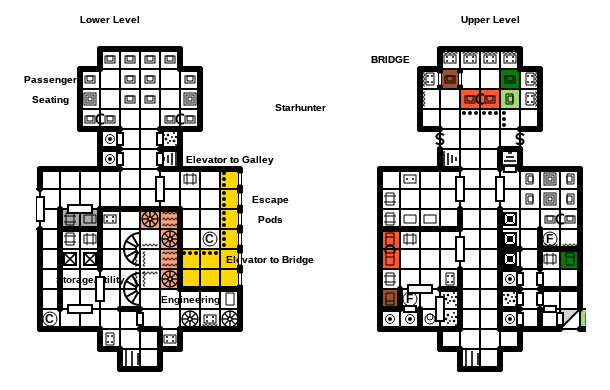 Lower Level
Upper Level
BRIDGE
Passenger
Seating
Starhunter
Elevator to Galley
Escape
Pods
Elevator to Bridge
Storage/Utility
Engineering
C
C
C
C
C
C
C
F
F
S
S